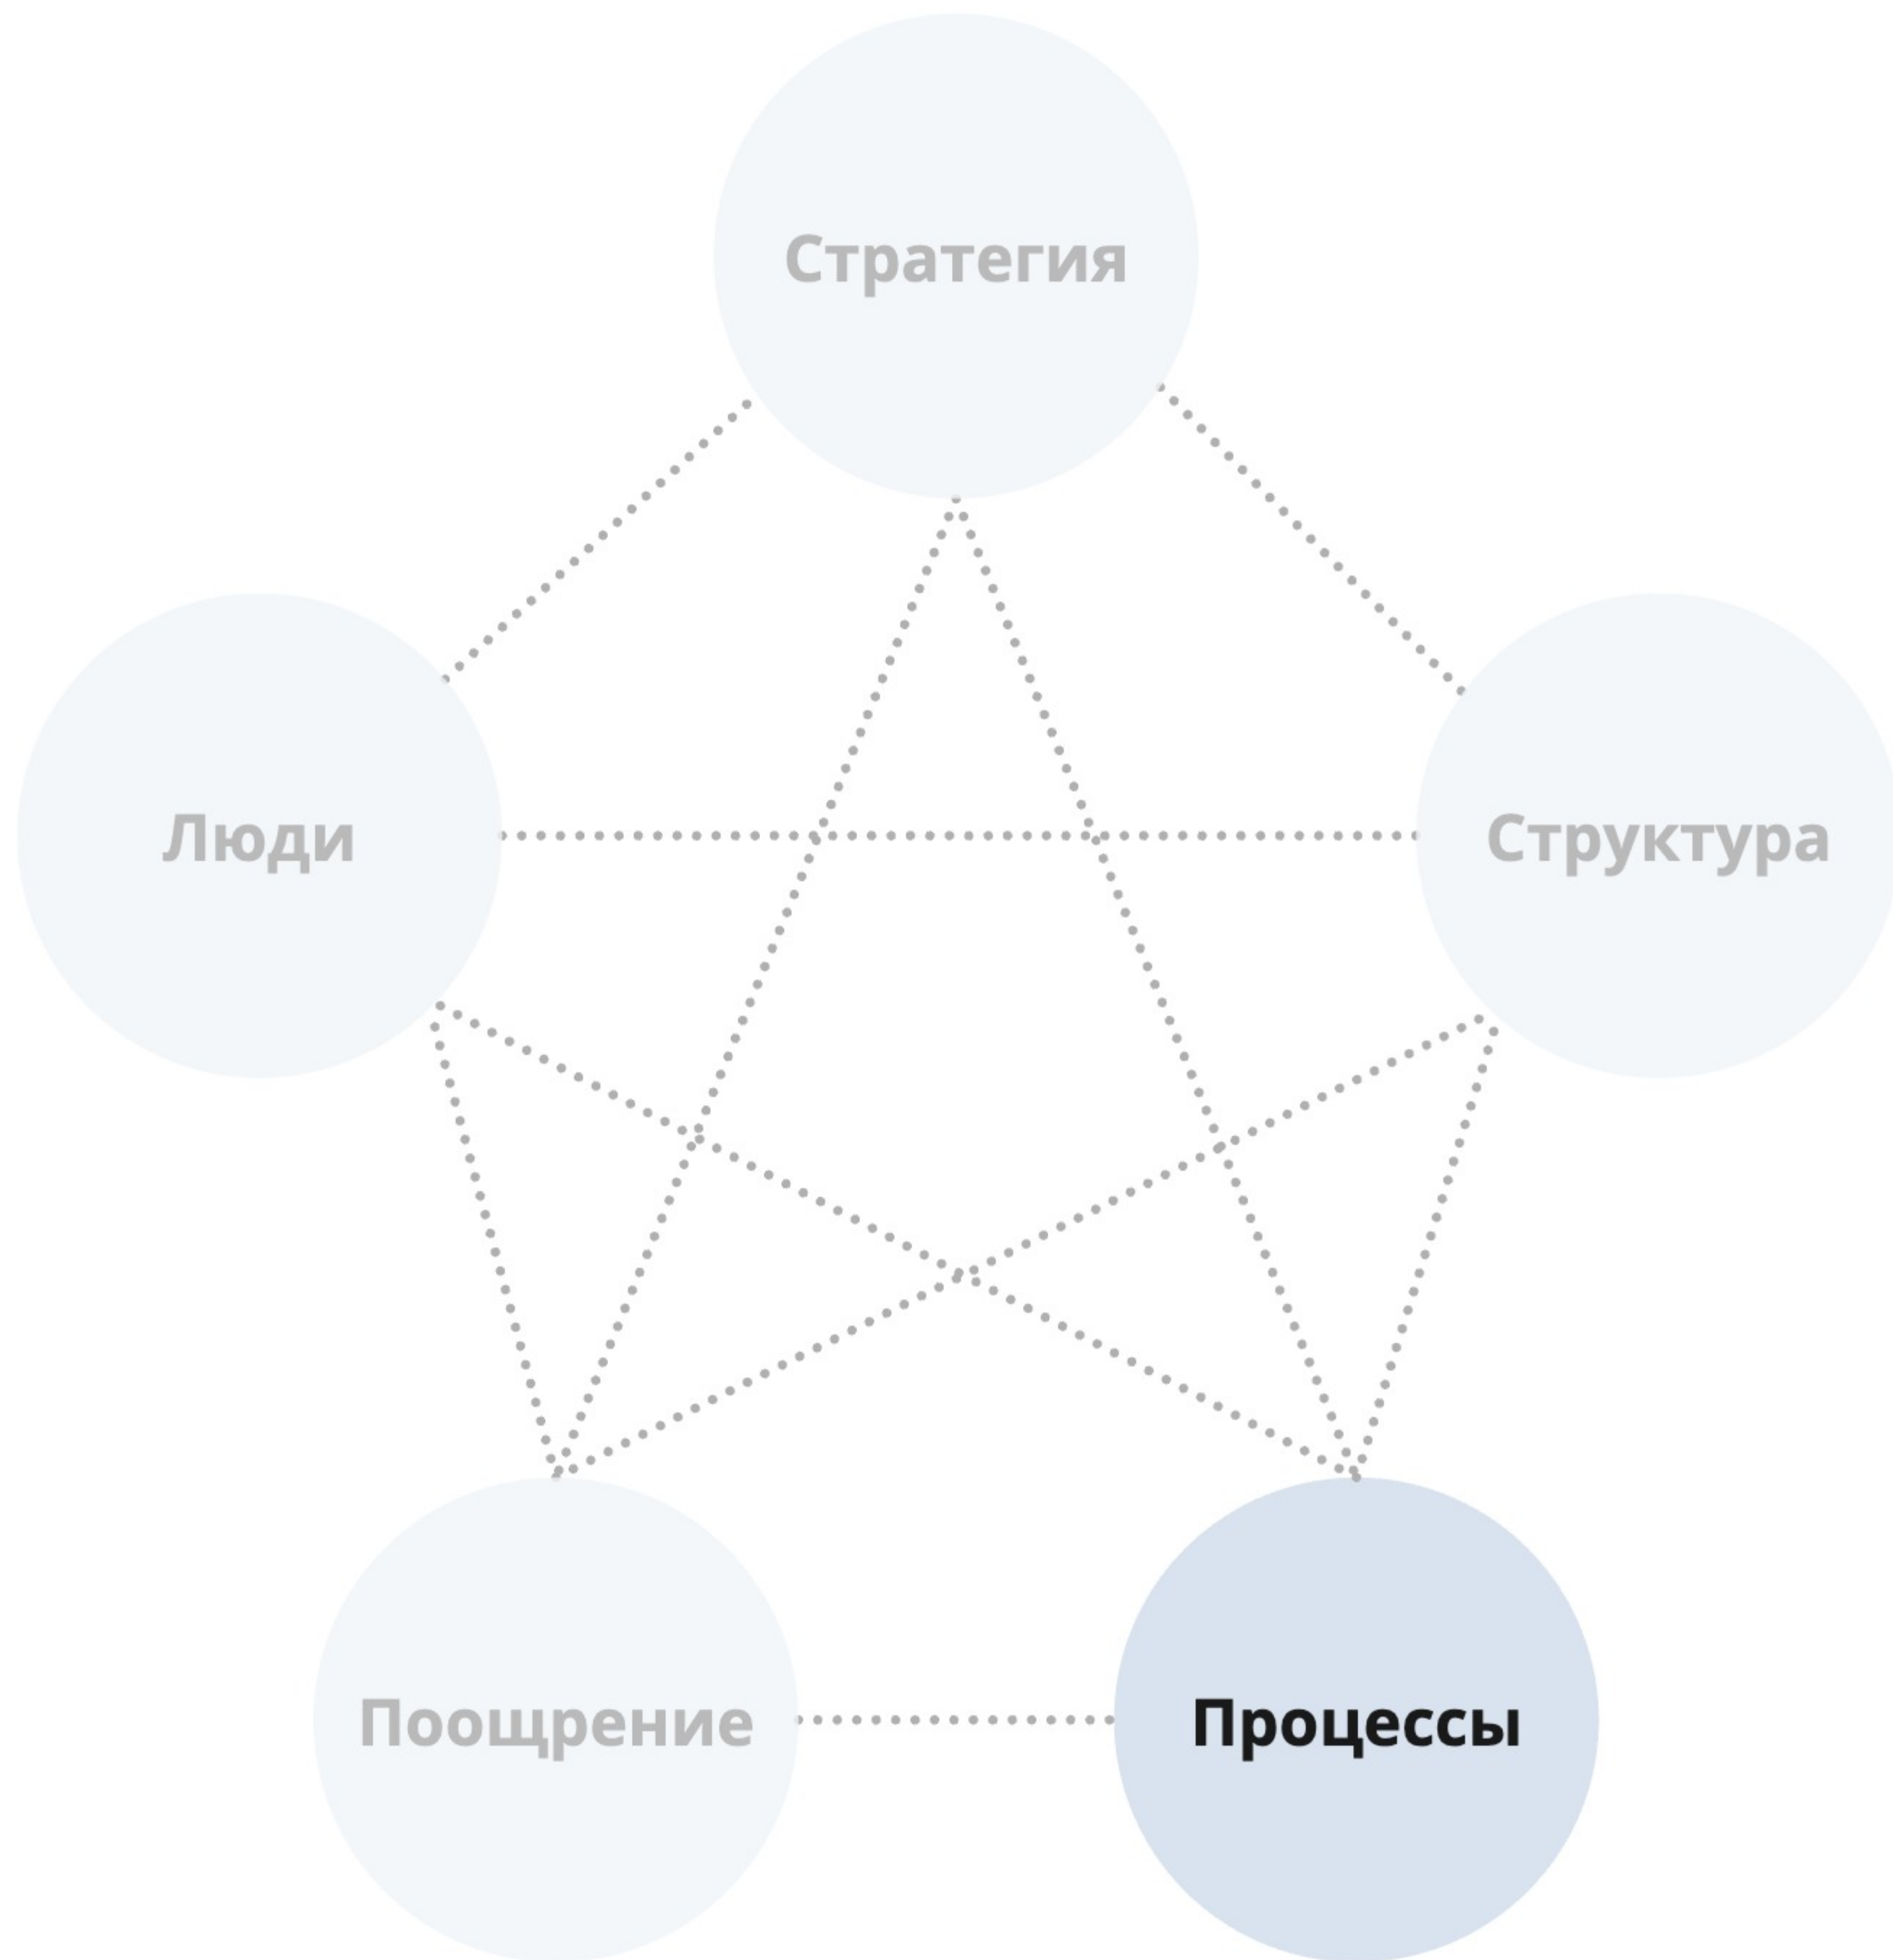 Стратегия
Люди
Структура
Поощрение
Процессы